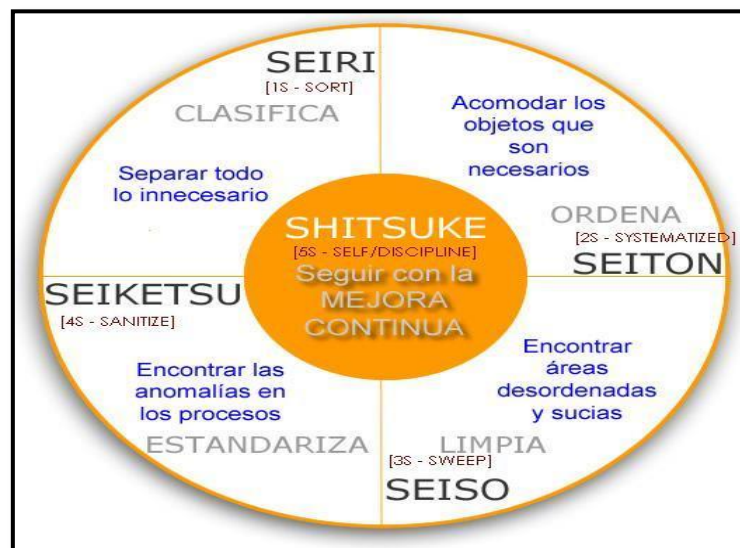 SEIRI
[1S - SORT]
CLASIFICA
Separar todo
lo innecesario
Acomodar los
objetos que
son
necesarios
ORDENA
[2S - SYSTEMATIZED]
SEITON
SHITSUKE
[5S - SELF/DISCIPLINE]
Seguir con la
MEJORA
CONTINUA
SEIKETSU
[4S - SANITIZE]
Encontrar las
anomalías en
los procesos
ESTANDARIZA
Encontrar
áreas
desordenadas
y sucias
LIMPIA
[3S - SWEEP]
SEISO